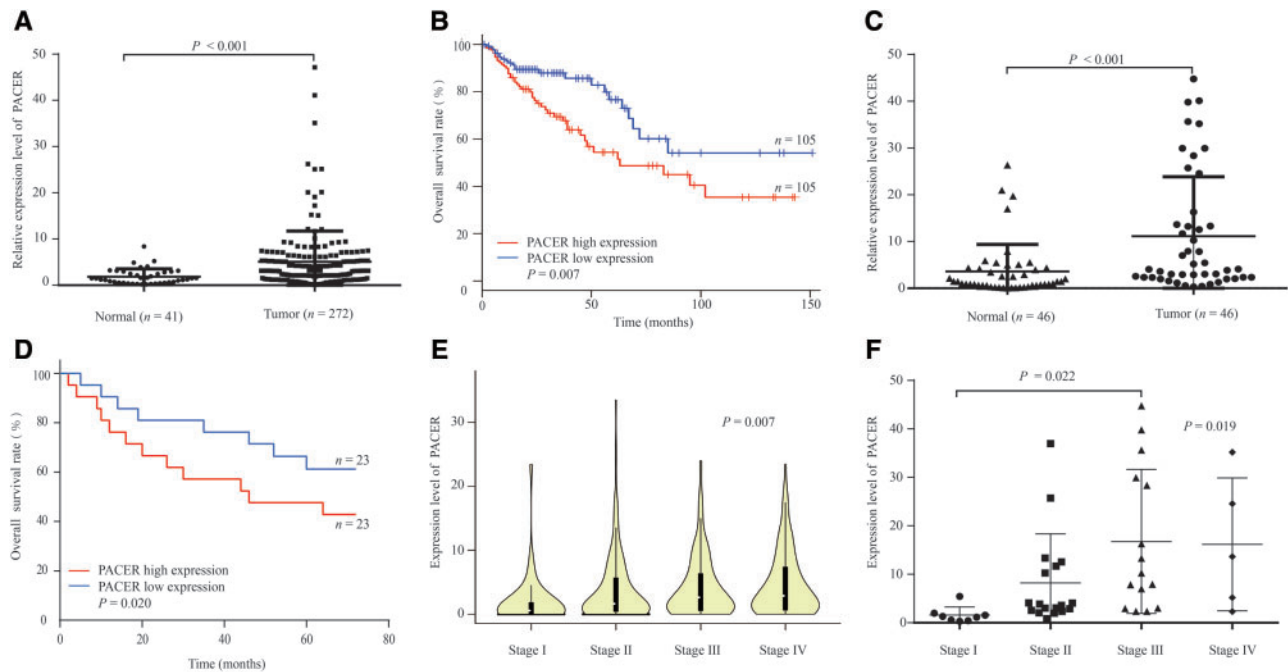 A
P < 0.001
Relative expression level of PACER
50
40
30
20
10
0
Normal (n = 41)
Tumor (n = 272)
B
Overall survival rate (%)
100
80
60
40
20
0
n = 105
n = 105
PACER high expression
PACER low expression
P = 0.007
0
50
100
150
Time (months)
C
P < 0.001
Relative expression level of PACER
50
40
30
20
10
0
Normal (n = 46)
Tumor (n = 46)
D
Overall survival rate (%)
100
80
60
40
20
0
n = 23
n = 23
PACER high expression
PACER low expression
P = 0.020
0
20
40
60
80
Time (months)
E
Expression level of PACER
30
20
10
0
P = 0.007
Stage I
Stage II
Stage III
Stage IV
F
Expression level of PACER
50
40
30
20
10
0
P = 0.022
P = 0.019
Stage I
Stage II
Stage III
Stage IV